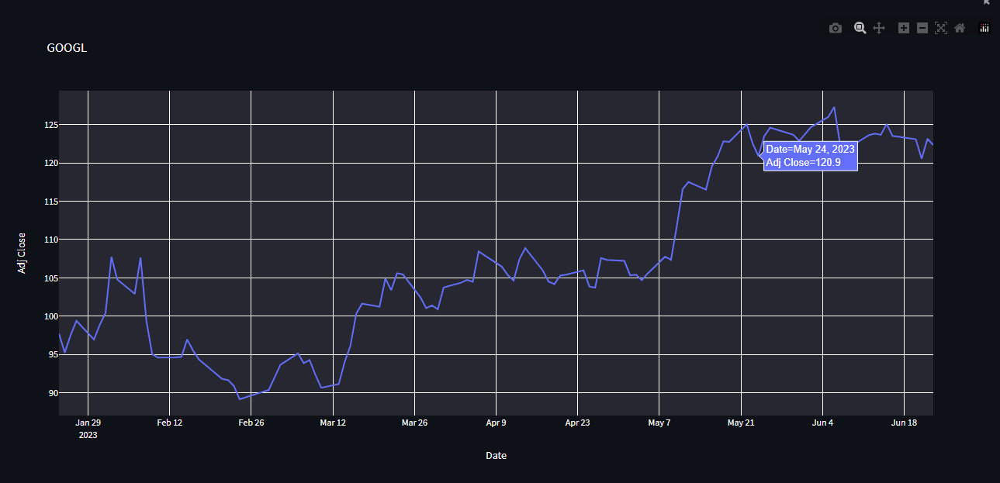 GOOGL
125
120
115
110
105
100
95
90
Adj Close
Date=May 24, 2023
Adj Close=120.9
Jan 29
2023
Feb 12
Feb 26
Mar 12
Mar 26
Apr 9
Apr 23
May 7
May 21
Jun 4
Jun 18
Date